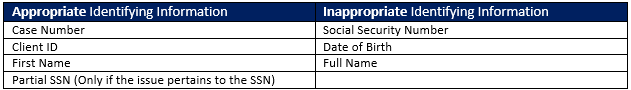 Appropriate Identifying Information Inappropriate Identifying Information
Case Number Social Security Number
Client ID Date of Birth
First Name Full Name
Partial SSN (Only if the issue pertains to the SSN)